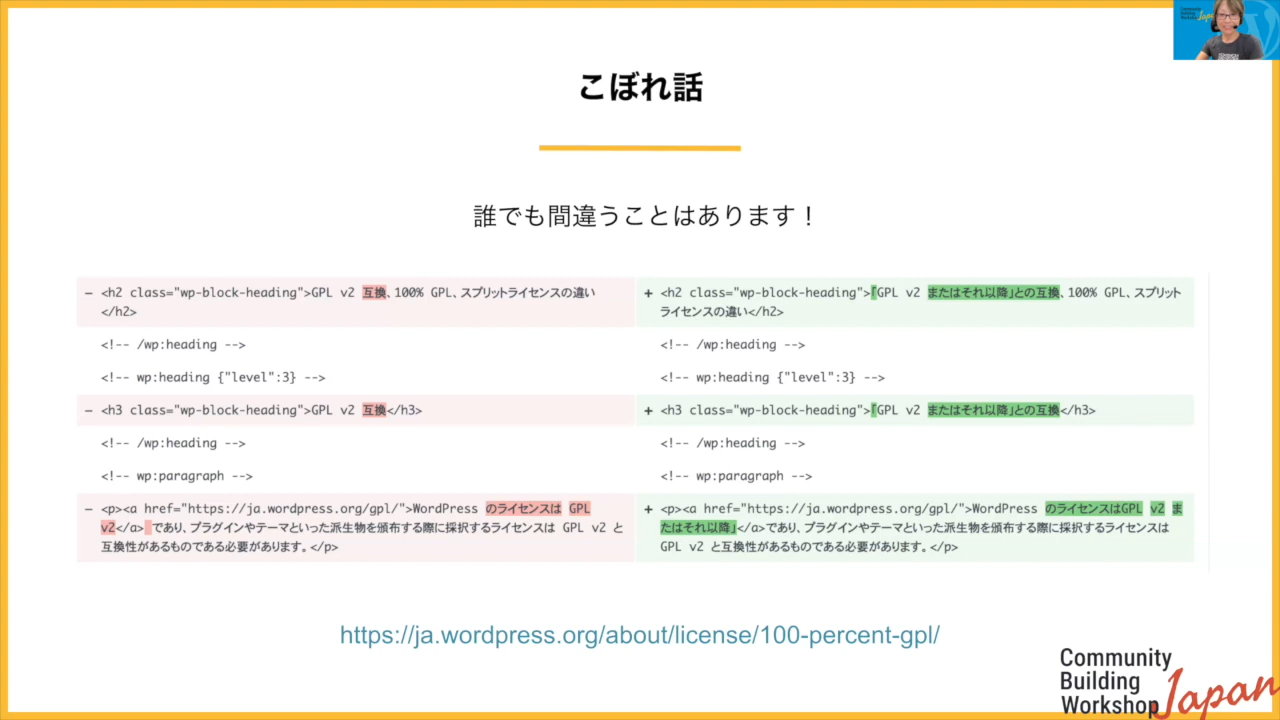 Community
Building
Workshop Japan
こぼれ話
誰でも間違うことはあります！
− <h2 class="wp-block-heading">GPL v2 互換、100% GPL、スプリットライセンスの違い
</h2>
<!-- /wp:heading -->
<!-- wp:heading {"level":3} -->
− <h3 class="wp-block-heading">GPL v2 互換</h3>
<!-- /wp:heading -->
<!-- wp:paragraph -->
− <p><a href="https://ja.wordpress.org/gpl/">WordPress のライセンスは GPL
v2</a> であり、プラグインやテーマといった派生物を頒布する際に採択するライセンスは GPL v2 と
互換性があるものである必要があります。</p>
+ <h2 class="wp-block-heading">「GPL v2 またはそれ以降」との互換、100% GPL、スプリット
ライセンスの違い</h2>
<!-- /wp:heading -->
<!-- wp:heading {"level":3} -->
+ <h3 class="wp-block-heading">「GPL v2 またはそれ以降」との互換</h3>
<!-- /wp:heading -->
<!-- wp:paragraph -->
+ <p><a href="https://ja.wordpress.org/gpl/">WordPress のライセンスはGPL v2 ま
たはそれ以降」</a>であり、プラグインやテーマといった派生物を頒布する際に採択するライセンスは
GPL v2 と互換性があるものである必要があります。</p>
https://ja.wordpress.org/about/license/100-percent-gpl/
Community
Building
Workshop Japan